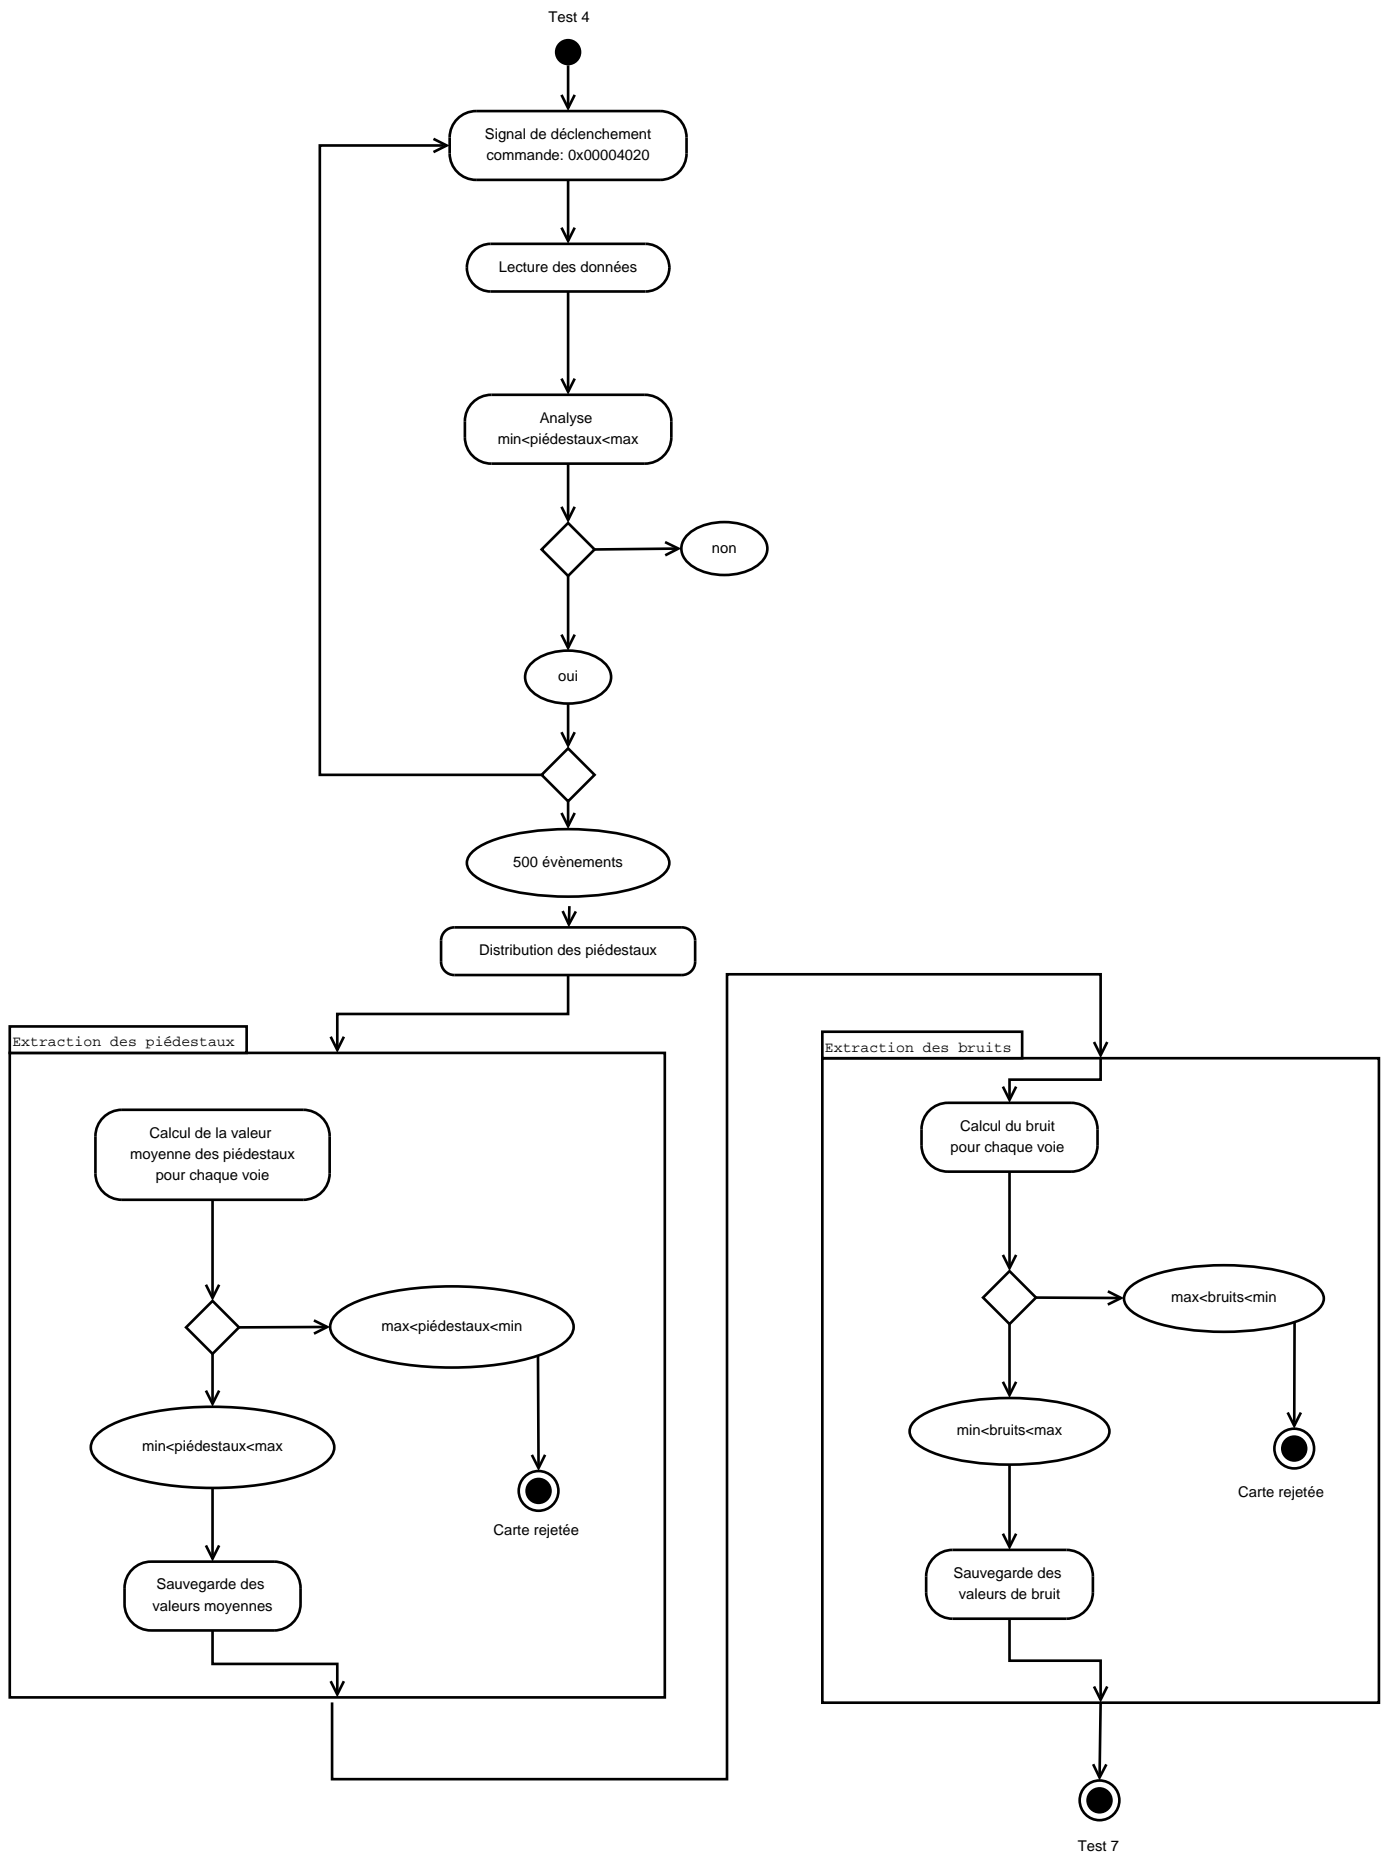 Test 4
Signal de déclenchement
commande: 0x00004020
Lecture des données
Analyse
min<piédestaux<max
non
oui
500 évènements
Distribution des piédestaux
Extraction des piédestaux
Calcul de la valeur
moyenne des piédestaux
pour chaque voie
max<piédestaux<min
min<piédestaux<max
Carte rejetée
Sauvegarde des
valeurs moyennes
Extraction des bruits
Calcul du bruit
pour chaque voie
max<bruits<min
min<bruits<max
Carte rejetée
Sauvegarde des
valeurs de bruit
Test 7